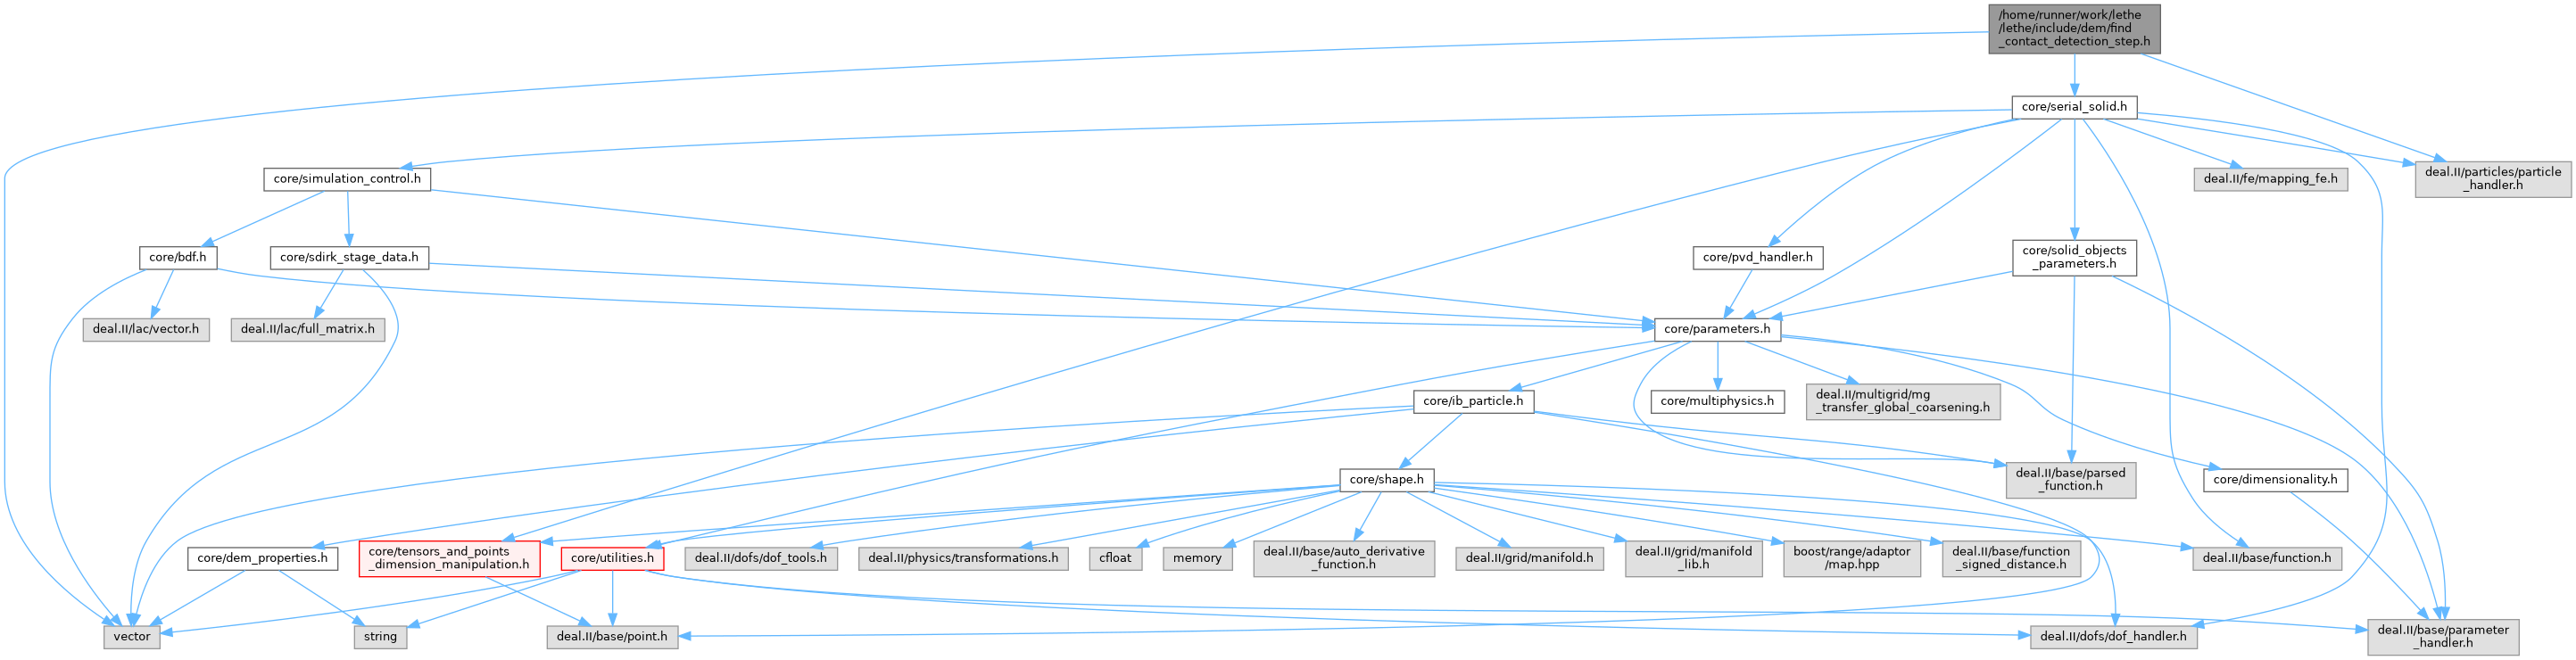 /home/runner/work/lethe
/lethe/include/dem/find
_contact_detection_step.h
core/serial_solid.h
core/simulation_control.h
deal.II/fe/mapping_fe.h
deal.II/particles/particle
_handler.h
core/bdf.h
core/sdirk_stage_data.h
core/pvd_handler.h
core/solid_objects
_parameters.h
deal.II/lac/vector.h
deal.II/lac/full_matrix.h
core/parameters.h
core/ib_particle.h
core/multiphysics.h
deal.II/multigrid/mg
_transfer_global_coarsening.h
core/shape.h
deal.II/base/parsed
_function.h
core/dimensionality.h
core/dem_properties.h
core/tensors_and_points
_dimension_manipulation.h
core/utilities.h
deal.II/dofs/dof_tools.h
deal.II/physics/transformations.h
cfloat
memory
deal.II/base/auto_derivative
_function.h
deal.II/grid/manifold.h
deal.II/grid/manifold
_lib.h
boost/range/adaptor
/map.hpp
deal.II/base/function
_signed_distance.h
deal.II/base/function.h
vector
string
deal.II/base/point.h
deal.II/dofs/dof_handler.h
deal.II/base/parameter
_handler.h